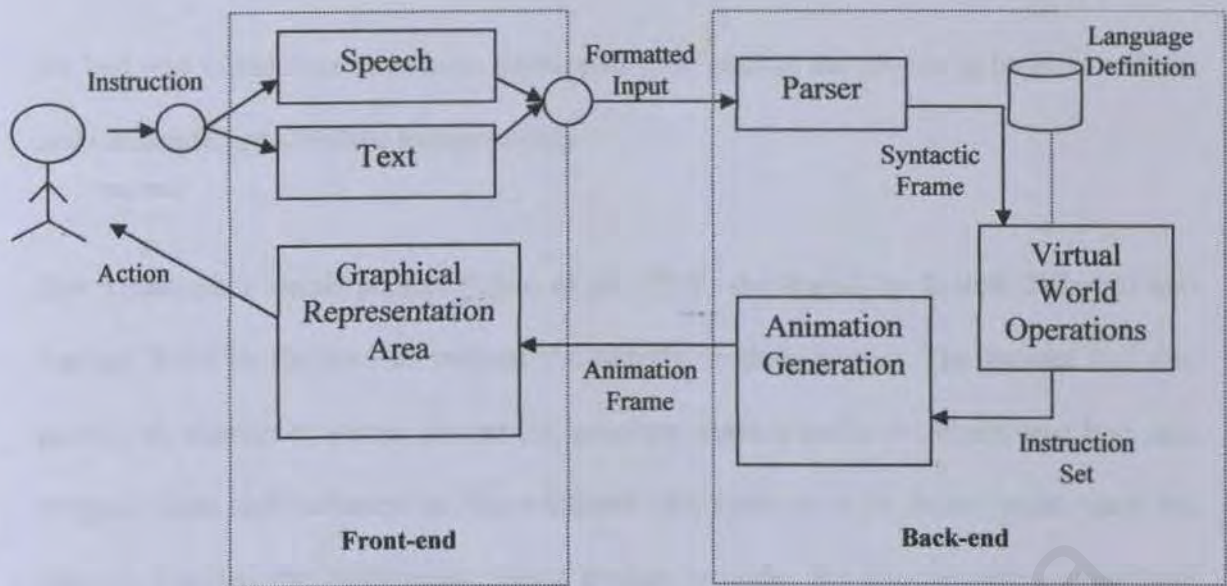 Instruction
Speech
Text
Formatted
Input
Parser
Language
Definition
Syntactic
Frame
Virtual
World
Operations
Instruction
Set
Animation
Generation
Animation
Frame
Graphical
Representation
Area
Action
Front-end
Back-end